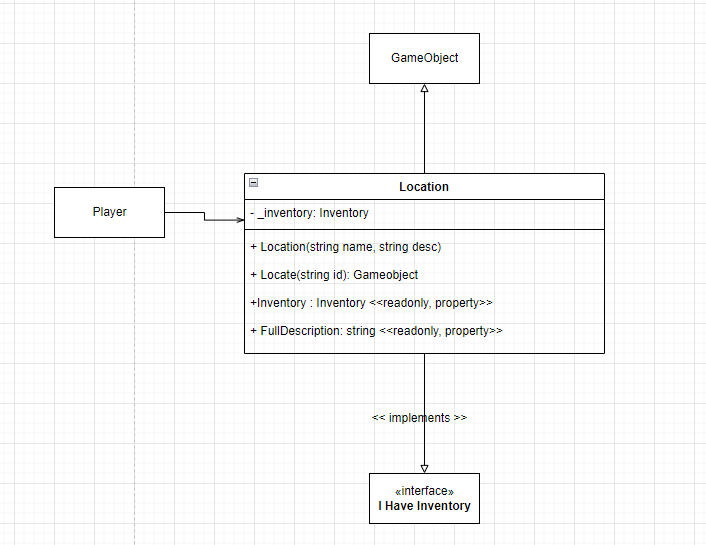 GameObject
Location
Player
- _inventory: Inventory
+ Location(string name, string desc)
+ Locate(string id): Gameobject
+Inventory : Inventory <<readonly, property>>
+ FullDescription: string <<readonly, property>>
<< implements >>
«interface»
I Have Inventory